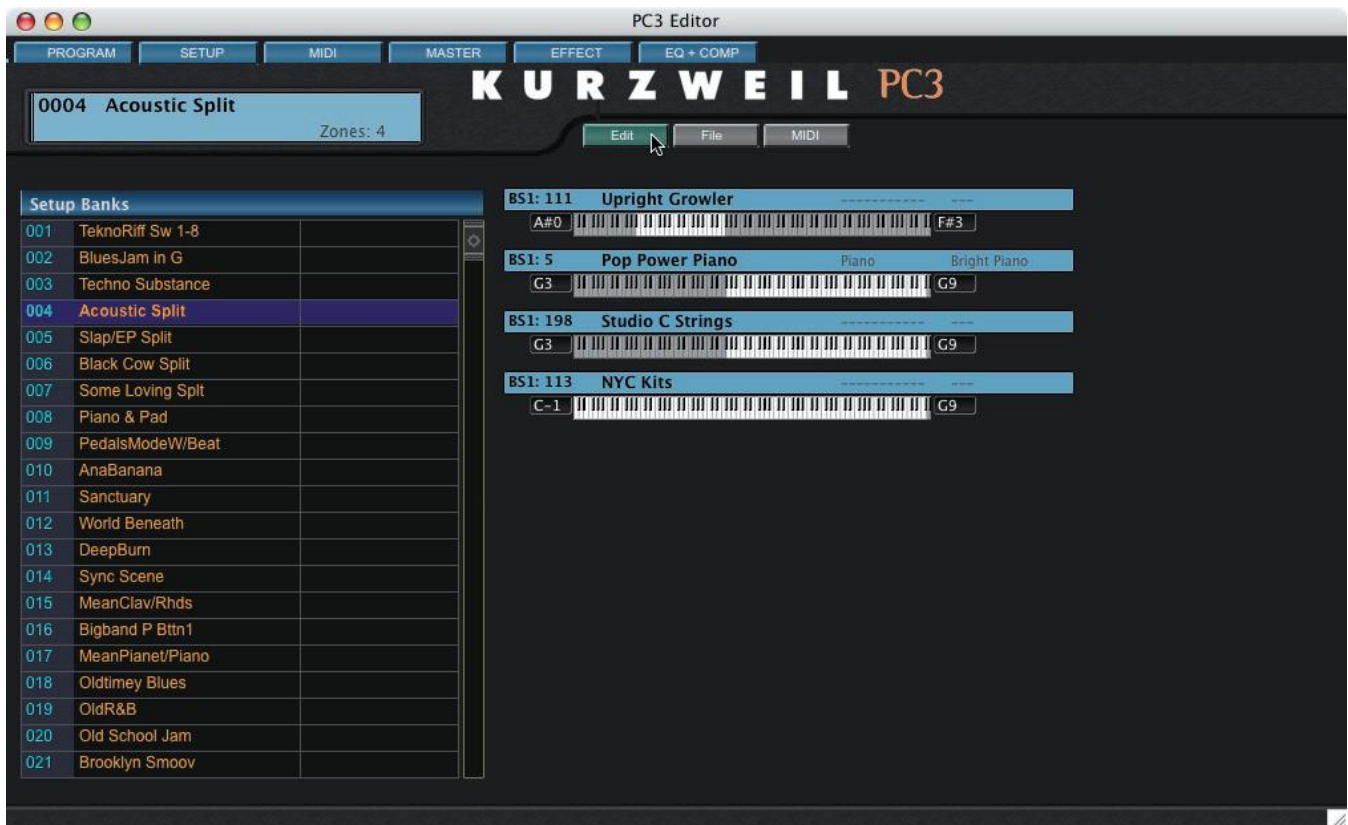 PC3 Editor
PROGRAM SETUP MIDI MASTER EFFECT EQ + COMP
KURZWEIL PC3
0004 Acoustic Split
Zones: 4
Edit File MIDI
Setup Banks
001 TeknoRiff Sw 1-8
002 BluesJam in G
003 Techno Substance
004 Acoustic Split
005 Slap/EP Split
006 Black Cow Split
007 Some Loving Splt
008 Piano & Pad
009 PedalsModeW/Beat
010 AnaBanana
011 Sanctuary
012 World Beneath
013 DeepBurn
014 Sync Scene
015 MeanClav/Rhds
016 Bigband P Bttn1
017 MeanPianet/Piano
018 Oldtimey Blues
019 OldR&B
020 Old School Jam
021 Brooklyn Smoov
BS1: 111 Upright Growler ----------- ---
A#0 F#3
BS1: 5 Pop Power Piano Piano Bright Piano
G3 G9
BS1: 198 Studio C Strings ----------- ---
G3 G9
BS1: 113 NYC Kits ----------- ---
C-1 G9